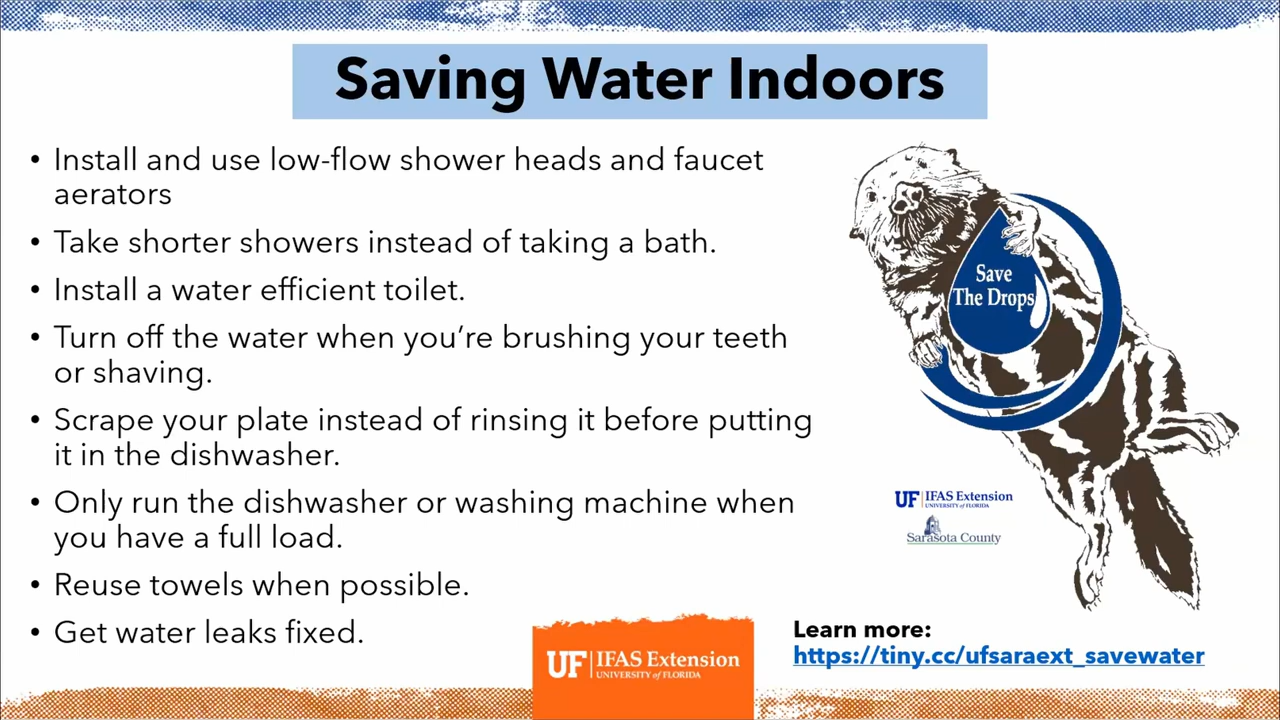 Saving Water Indoors
• Install and use low-flow shower heads and faucet
aerators
• Take shorter showers instead of taking a bath.
• Install a water efficient toilet.
• Turn off the water when you're brushing your teeth
or shaving.
• Scrape your plate instead of rinsing it before putting
it in the dishwasher.
• Only run the dishwasher or washing machine when
you have a full load.
• Reuse towels when possible.
• Get water leaks fixed.
Save
The Drops
UF | IFAS Extension
UNIVERSITY of FLORIDA
Sarasota County
UF | IFAS Extension
UNIVERSITY of FLORIDA
Learn more:
https://tiny.cc/ufsaraext_savewater